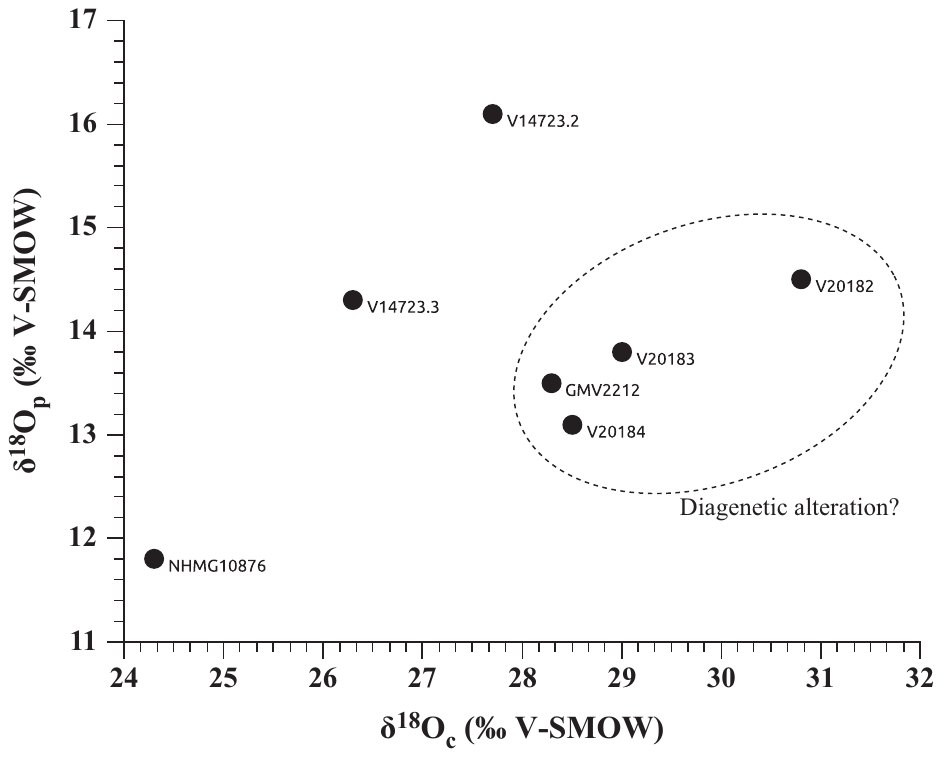 17
16
V14723.2
15
V20182
V14723.3
14
V20183
GMV2212
13
V20184
Diagenetic alteration?
12
NHMG10876
11
24 25 26 27 28 29 30 31 32
δ¹⁸Oₚ (‰ V-SMOW)
δ¹⁸O꜀ (‰ V-SMOW)